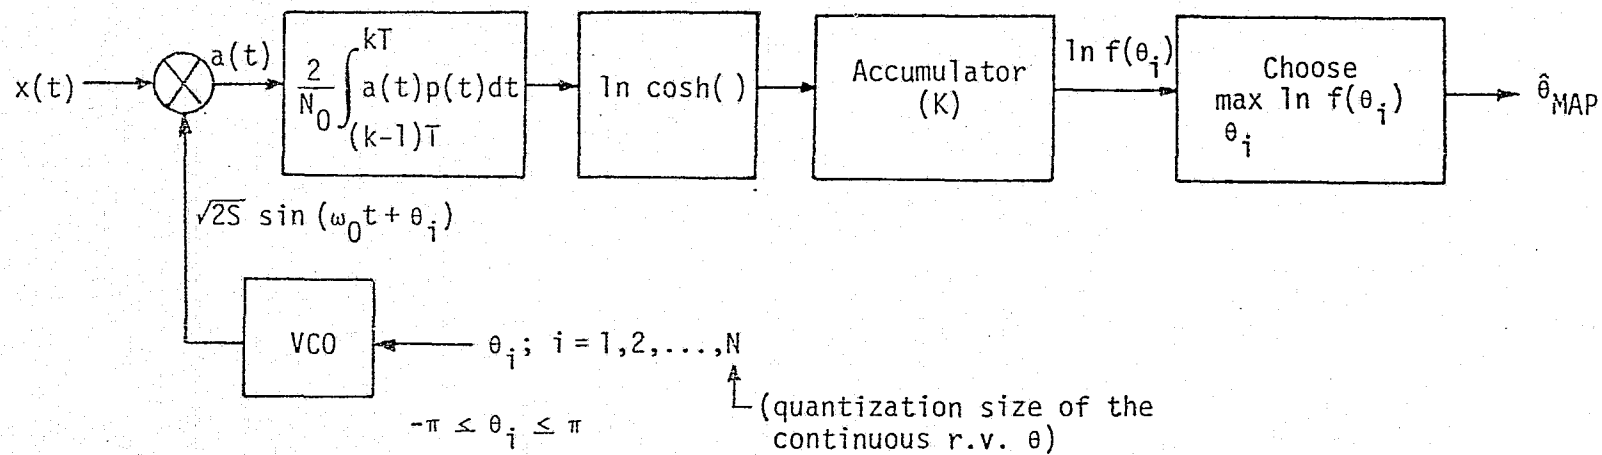 x(t)
a(t)
2/N₀ ∫ a(t)p(t)dt
kT
(k-1)T
ln cosh( )
Accumulator
(K)
ln f(θᵢ)
Choose
max ln f(θᵢ)
θᵢ
θ̂MAP
√2S sin (ω₀t + θᵢ)
VCO
θᵢ; i = 1,2,...,N
-π ≤ θᵢ ≤ π
(quantization size of the
continuous r.v. θ)